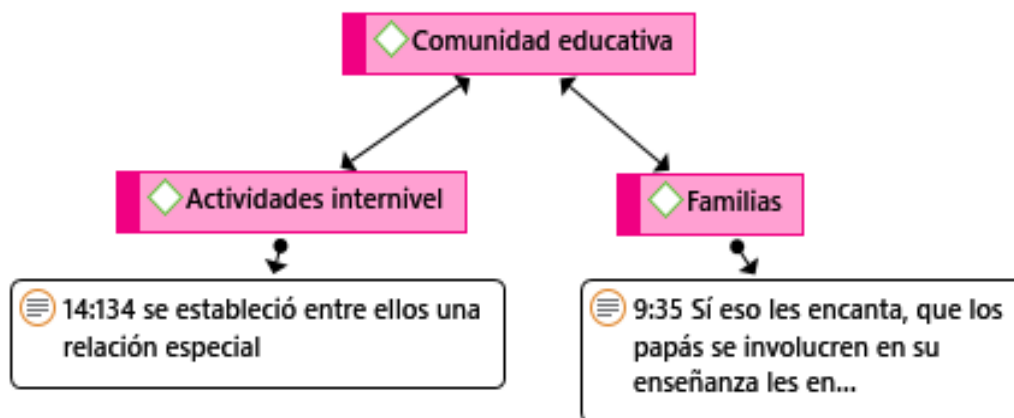 Comunidad educativa
Actividades internivel
Familias
14:134 se estableció entre ellos una
relación especial
9:35 Sí eso les encanta, que los
papás se involucren en su
enseñanza les en...